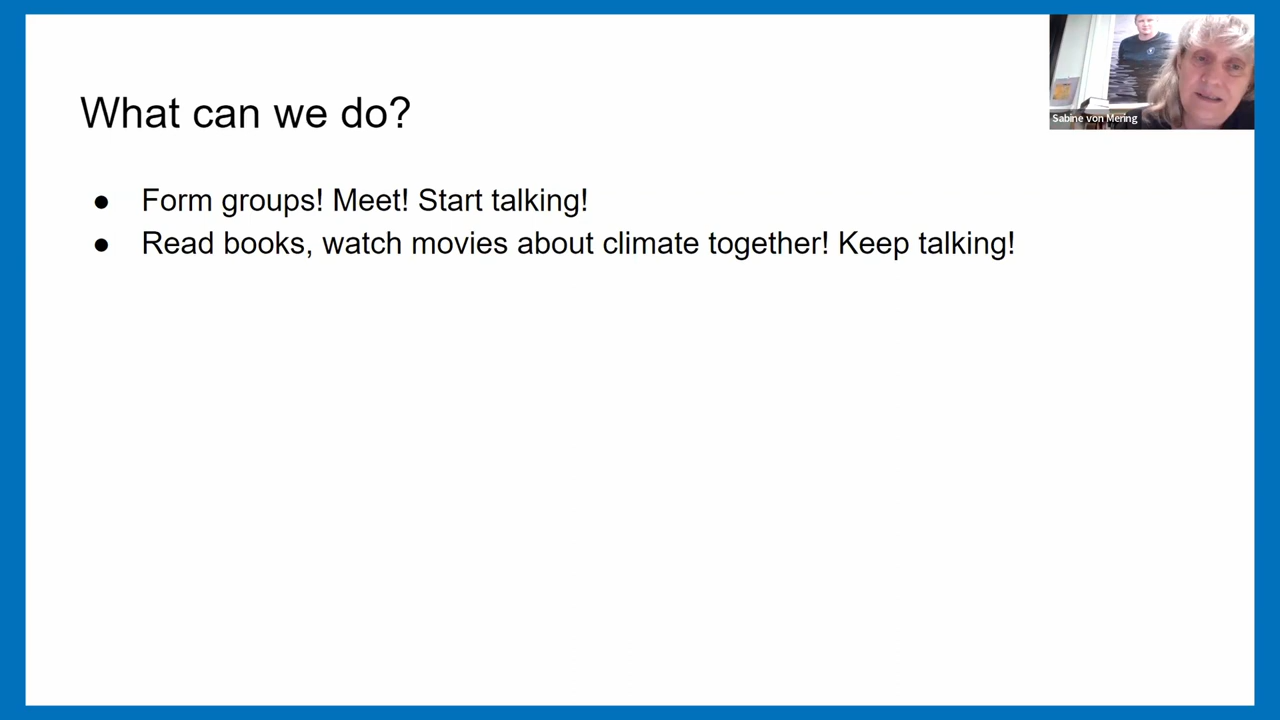 What can we do?
● Form groups! Meet! Start talking!
● Read books, watch movies about climate together! Keep talking!
Sabine von Mering